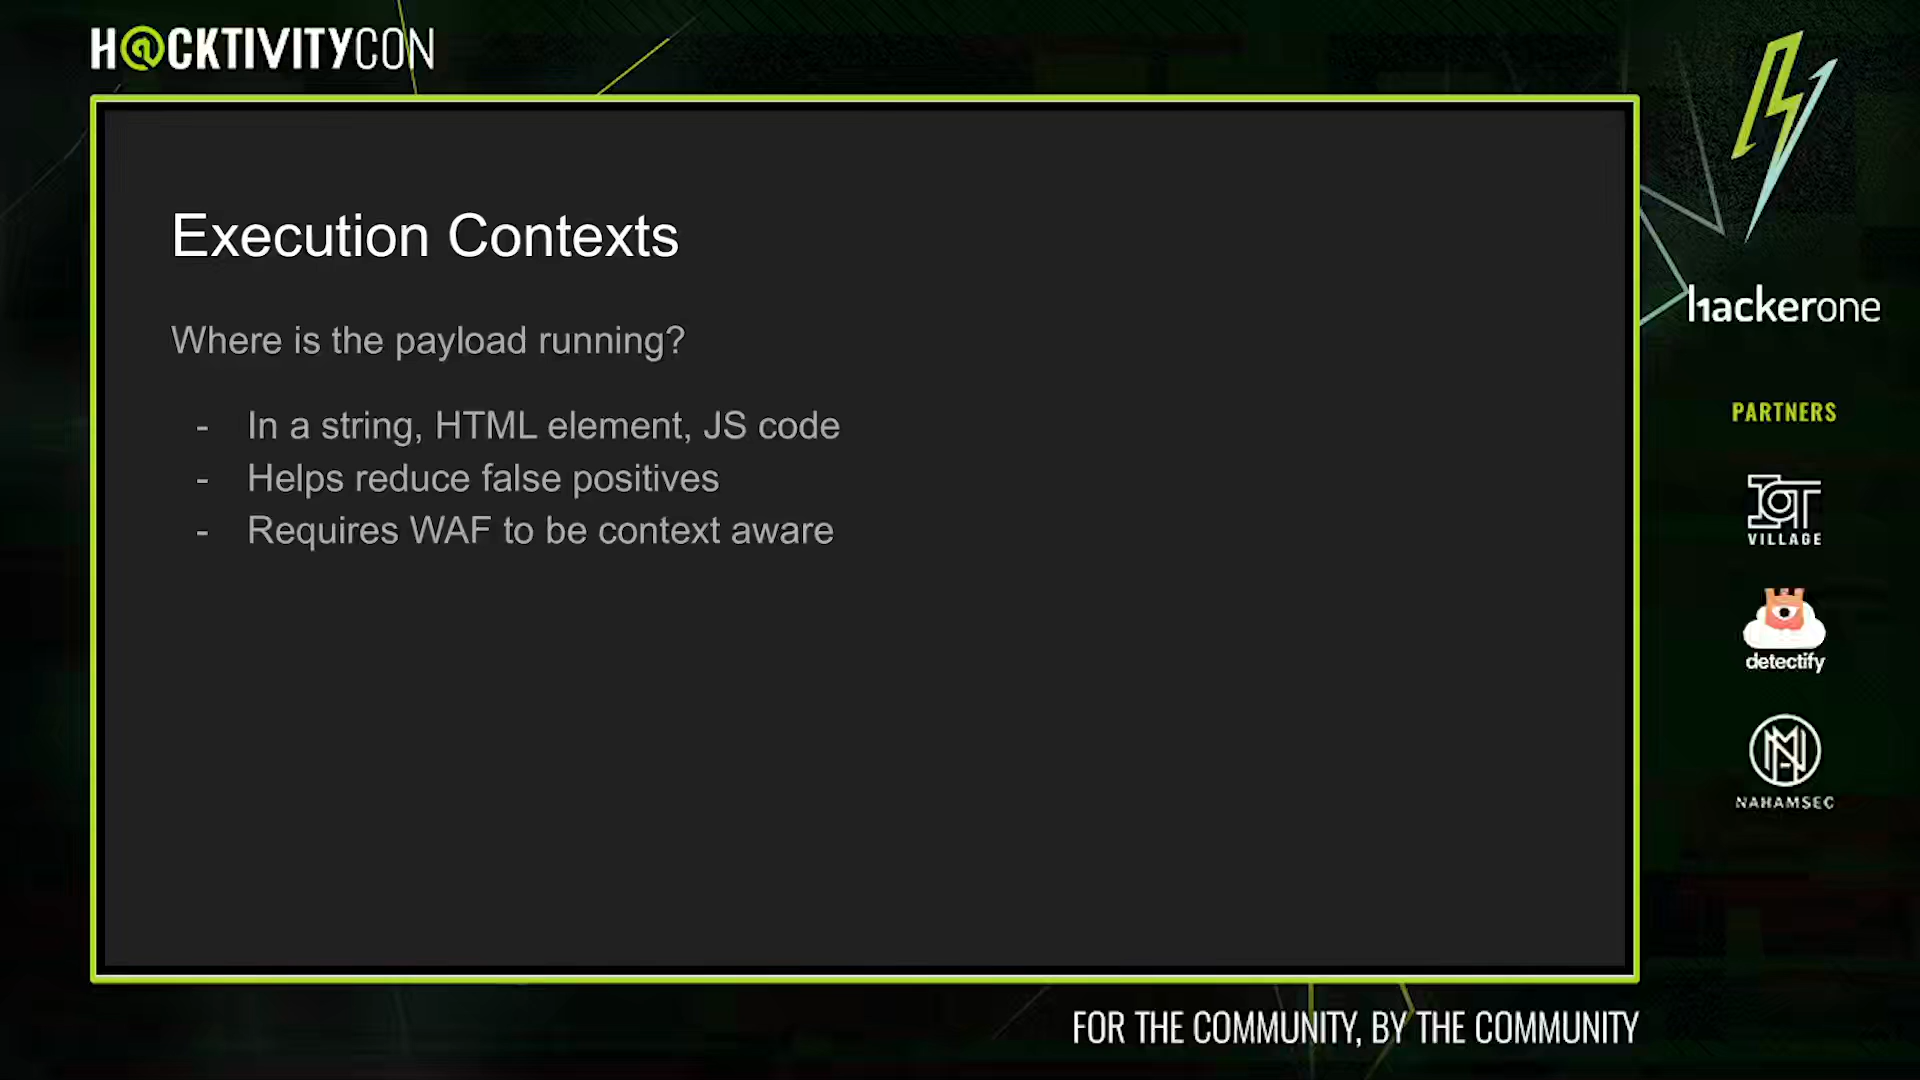 H@CKTIVITYCON
Execution Contexts
Where is the payload running?
- In a string, HTML element, JS code
- Helps reduce false positives
- Requires WAF to be context aware
hackerone
PARTNERS
IOT
VILLAGE
detectify
NAHAMSEC
FOR THE COMMUNITY, BY THE COMMUNITY